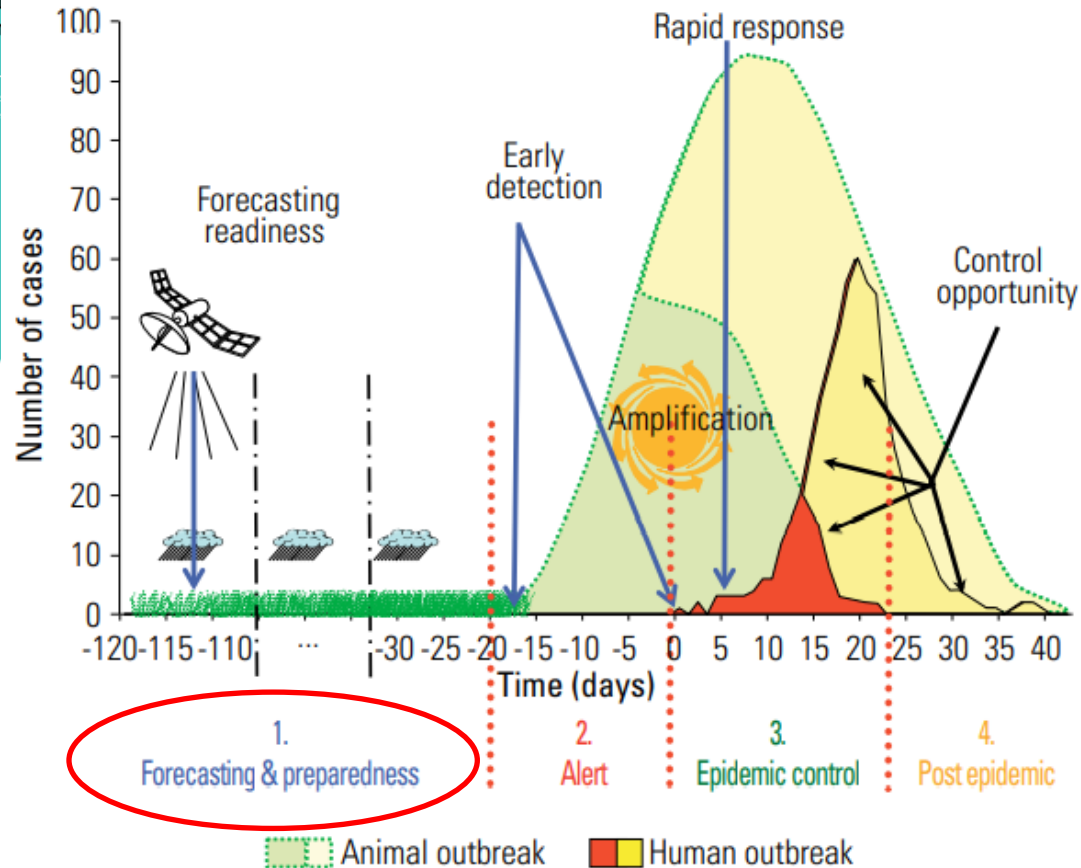 100
90
80
70
60
50
40
30
20
10
0
Number of cases
Rapid response
Early
detection
Forecasting
readiness
Control
opportunity
Amplification
-120 -115 -110 ... -30 -25 -20 -15 -10 -5 0 5 10 15 20 25 30 35 40
Time (days)
1.
Forecasting & preparedness
2.
Alert
3.
Epidemic control
4.
Post epidemic
Animal outbreak
Human outbreak